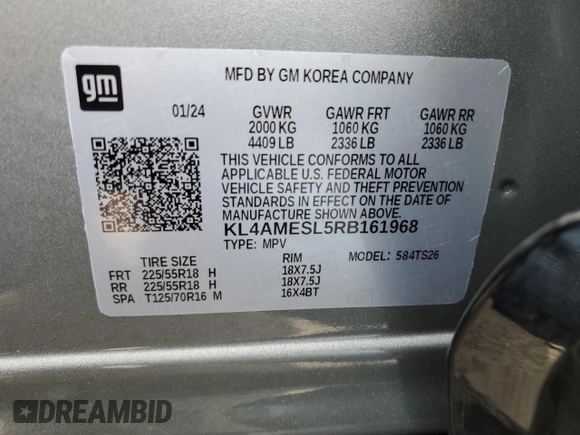 gm
MFD BY GM KOREA COMPANY
01/24 GVWR GAWR FRT GAWR RR
2000 KG 1060 KG 1060 KG
4409 LB 2336 LB 2336 LB
THIS VEHICLE CONFORMS TO ALL
APPLICABLE U.S. FEDERAL MOTOR
VEHICLE SAFETY AND THEFT PREVENTION
STANDARDS IN EFFECT ON THE DATE OF
MANUFACTURE SHOWN ABOVE.
KL4AMESL5RB161968
TYPE: MPV MODEL: 584TS26
TIRE SIZE RIM
FRT 225/55R18 H 18X7.5J
RR 225/55R18 H 18X7.5J
SPA T125/70R16 M 16X4BT
DREAMBID